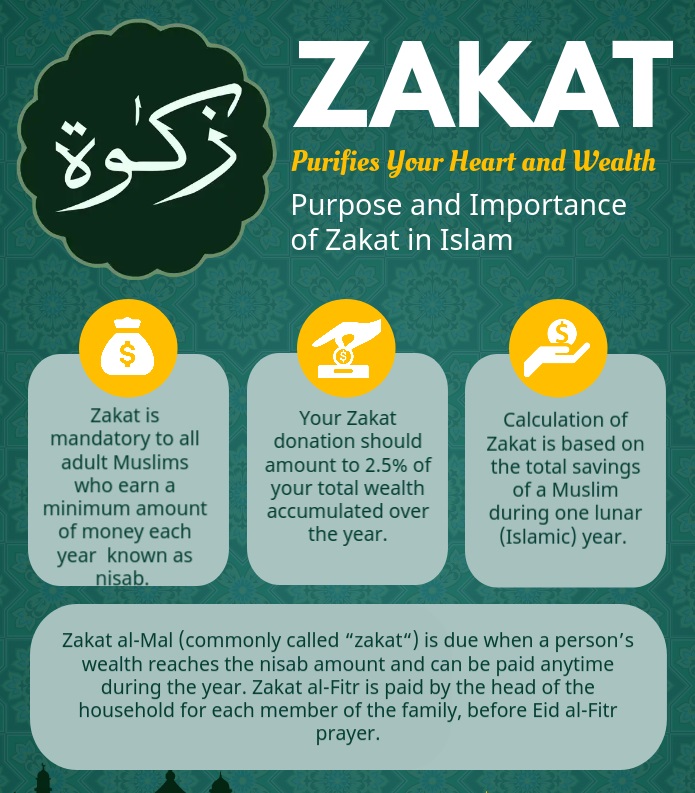 زكوة
ZAKAT
Purifies Your Heart and Wealth
Purpose and Importance
of Zakat in Islam
$
Zakat is
mandatory to all
adult Muslims
who earn a
minimum amount
of money each
year  known as
nisab.
$
Your Zakat
donation should
amount to 2.5% of
your total wealth
accumulated over
the year.
$
Calculation of
Zakat is based on
the total savings
of a Muslim
during one lunar
(Islamic) year.
Zakat al-Mal (commonly called “zakat“) is due when a person’s
wealth reaches the nisab amount and can be paid anytime
during the year. Zakat al-Fitr is paid by the head of the
household for each member of the family, before Eid al-Fitr
prayer.